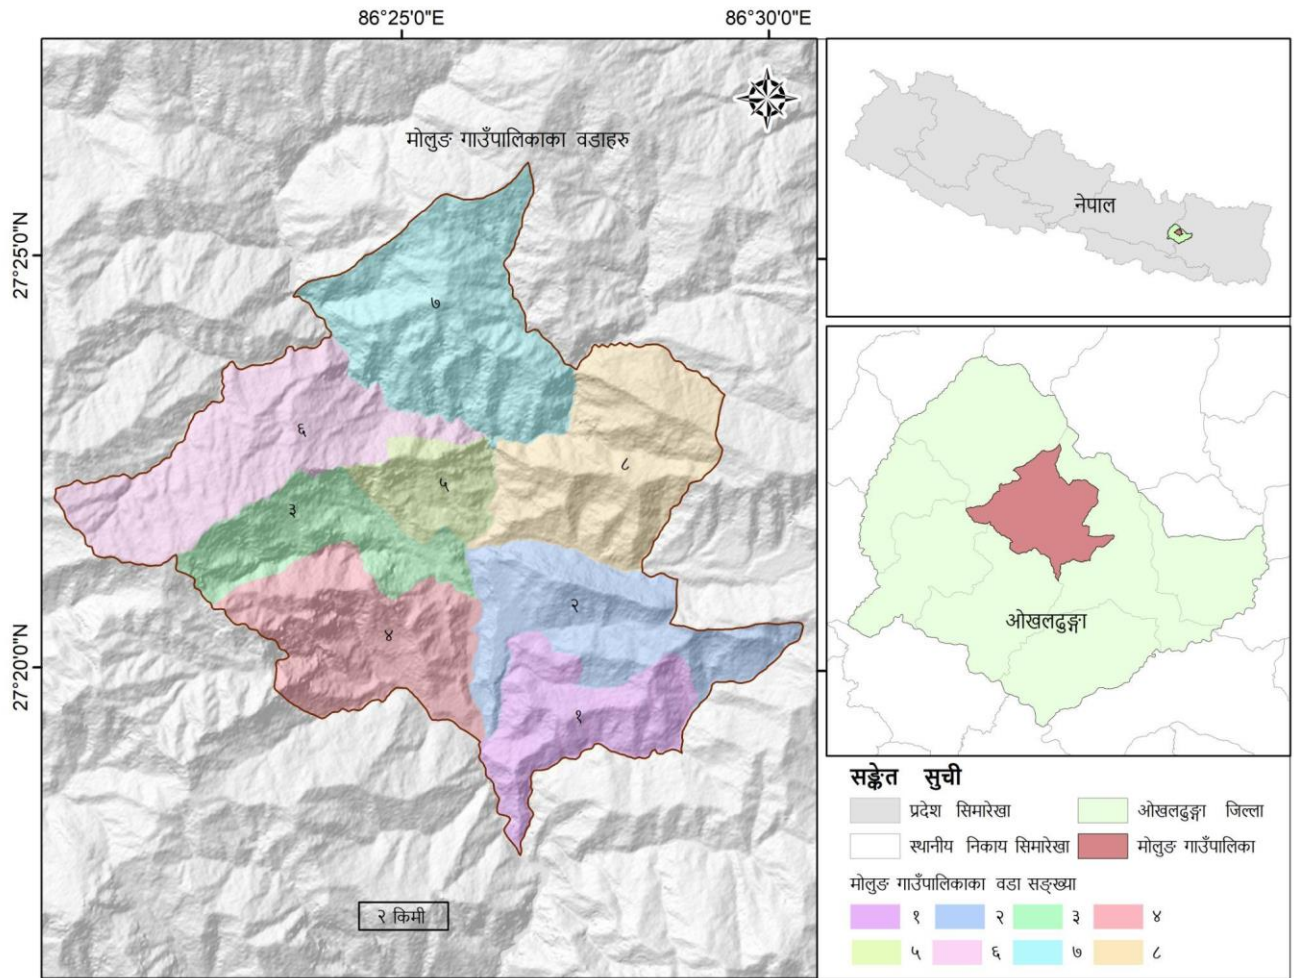 86°25'0"E
86°30'0"E
27°25'0"N
27°20'0"N
मोलुङ गाउँपालिकाका वडाहरु
७
६
८
५
३
२
४
१
२ किमी
नेपाल
ओखलढुङ्गा
सङ्केत सुची
प्रदेश सिमारेखा
ओखलढुङ्गा जिल्ला
स्थानीय निकाय सिमारेखा
मोलुङ गाउँपालिका
मोलुङ गाउँपालिकाका वडा सङ्ख्या
१ २ ३ ४
५ ६ ७ ८